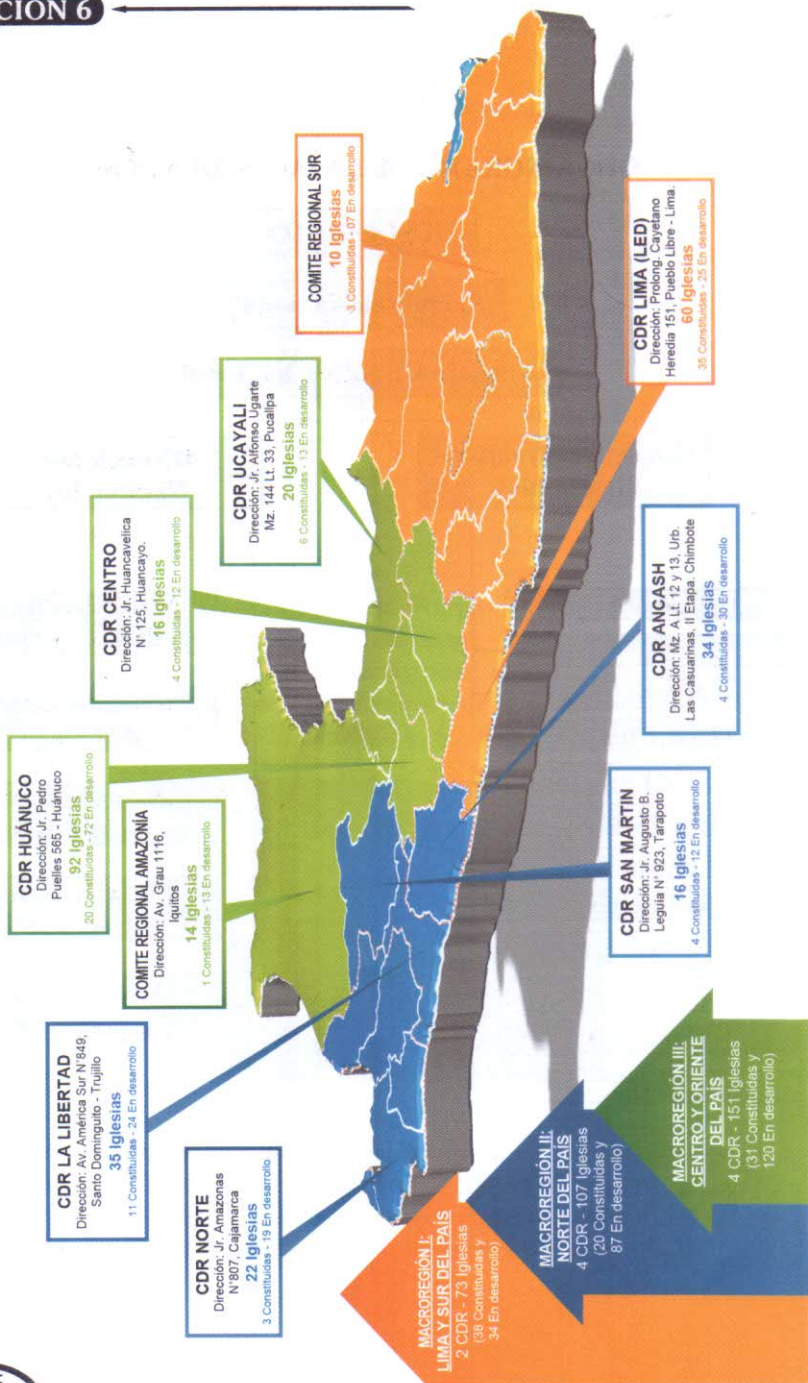 CIÓN 6
CDR LA LIBERTAD
Dirección: Av. América Sur N°849,
Santo Dominguito - Trujillo
35 Iglesias
11 Constituidas - 24 En desarrollo
CDR NORTE
Dirección: Jr. Amazonas
N°807, Cajamarca
22 Iglesias
3 Constituidas - 19 En desarrollo
CDR HUÁNUCO
Dirección: Jr. Pedro
Puelles 565 - Huánuco
92 Iglesias
20 Constituidas - 72 En desarrollo
COMITE REGIONAL AMAZONÍA
Dirección: Av. Grau 1116,
Iquitos
14 Iglesias
1 Constituidas - 13 En desarrollo
CDR CENTRO
Dirección: Jr. Huancavelica
N° 125, Huancayo.
16 Iglesias
4 Constituidas - 12 En desarrollo
CDR UCAYALI
Dirección: Jr. Alfonso Ugarte
Mz. 144 Lt. 33, Pucallpa
20 Iglesias
6 Constituidas - 13 En desarrollo
COMITE REGIONAL SUR
10 Iglesias
3 Constituidas - 07 En desarrollo
CDR LIMA (LED)
Dirección: Prolong. Cayetano
Heredia 151, Pueblo Libre - Lima.
60 Iglesias
35 Constituidas - 25 En desarrollo
CDR ANCASH
Dirección: Mz. A Lt. 12 y 13, Urb.
Las Casuarinas, II Etapa. Chimbote
34 Iglesias
4 Constituidas - 30 En desarrollo
CDR SAN MARTIN
Dirección: Jr. Augusto B.
Leguía N° 923, Tarapoto
16 Iglesias
4 Constituidas - 12 En desarrollo
MACROREGIÓN I:
LIMA Y SUR DEL PAÍS
2 CDR - 73 Iglesias
(38 Constituidas y
34 En desarrollo)
MACROREGIÓN II:
NORTE DEL PAÍS
4 CDR - 107 Iglesias
(20 Constituidas y
87 En desarrollo)
MACROREGIÓN III:
CENTRO Y ORIENTE
DEL PAÍS
4 CDR - 151 Iglesias
(31 Constituidas y
120 En desarrollo)